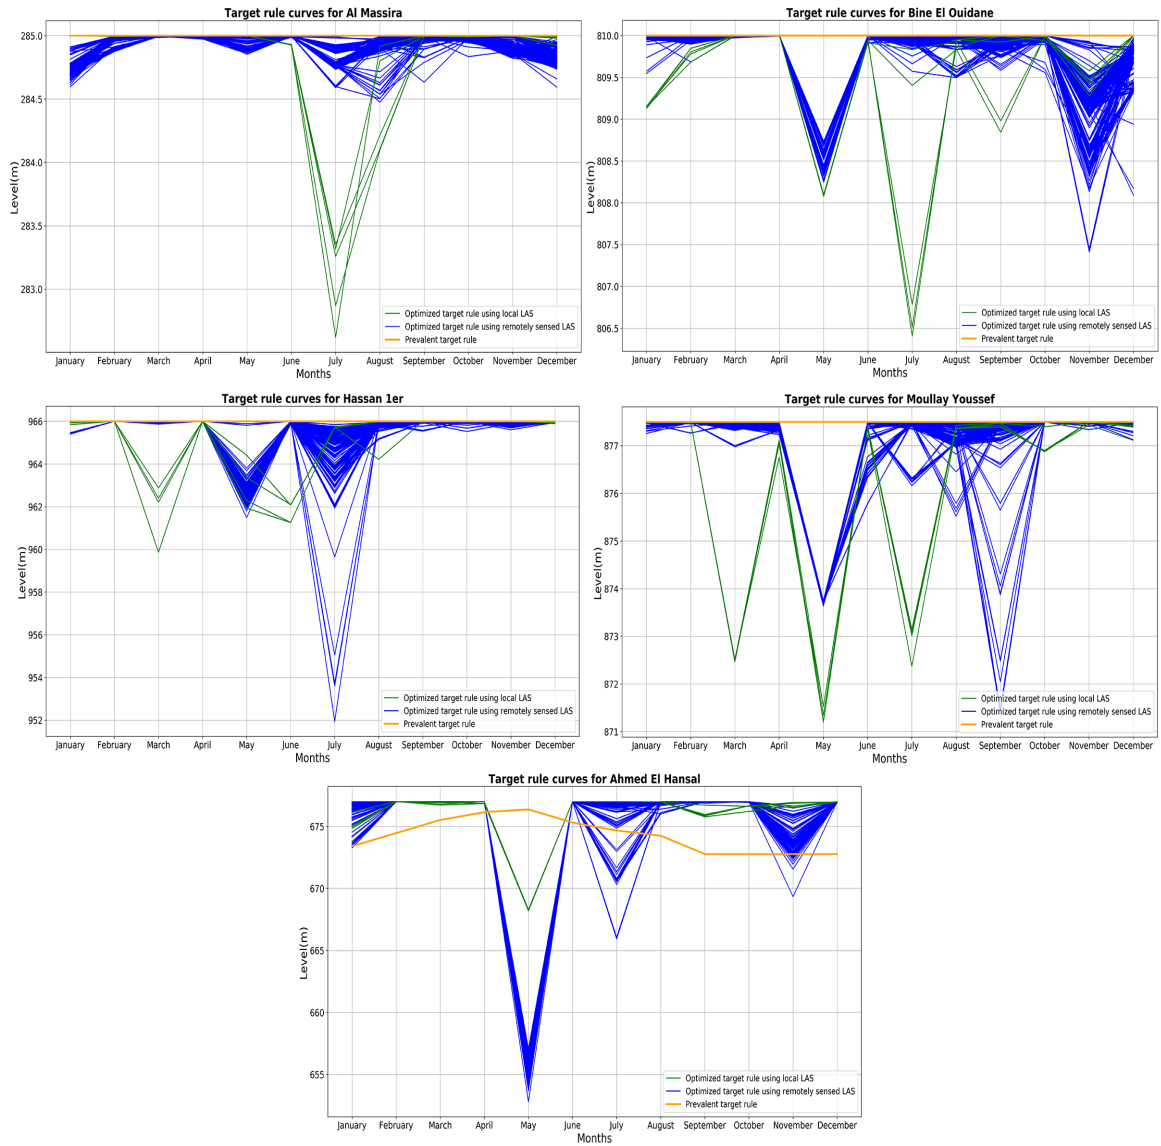 Target rule curves for Al Massira
285.0
284.5
284.0
283.5
283.0
Level(m)
January February March April May June July August September October November December
Months
Optimized target rule using local LAS
Optimized target rule using remotely sensed LAS
Prevalent target rule
Target rule curves for Bine El Ouidane
810.0
809.5
809.0
808.5
808.0
807.5
807.0
806.5
Level(m)
January February March April May June July August September October November December
Months
Optimized target rule using local LAS
Optimized target rule using remotely sensed LAS
Prevalent target rule
Target rule curves for Hassan 1er
966
964
962
960
958
956
954
952
Level(m)
January February March April May June July August September October November December
Months
Optimized target rule using local LAS
Optimized target rule using remotely sensed LAS
Prevalent target rule
Target rule curves for Moullay Youssef
877
876
875
874
873
872
871
Level(m)
January February March April May June July August September October November December
Months
Optimized target rule using local LAS
Optimized target rule using remotely sensed LAS
Prevalent target rule
Target rule curves for Ahmed El Hansal
675
670
665
660
655
Level(m)
January February March April May June July August September October November December
Months
Optimized target rule using local LAS
Optimized target rule using remotely sensed LAS
Prevalent target rule